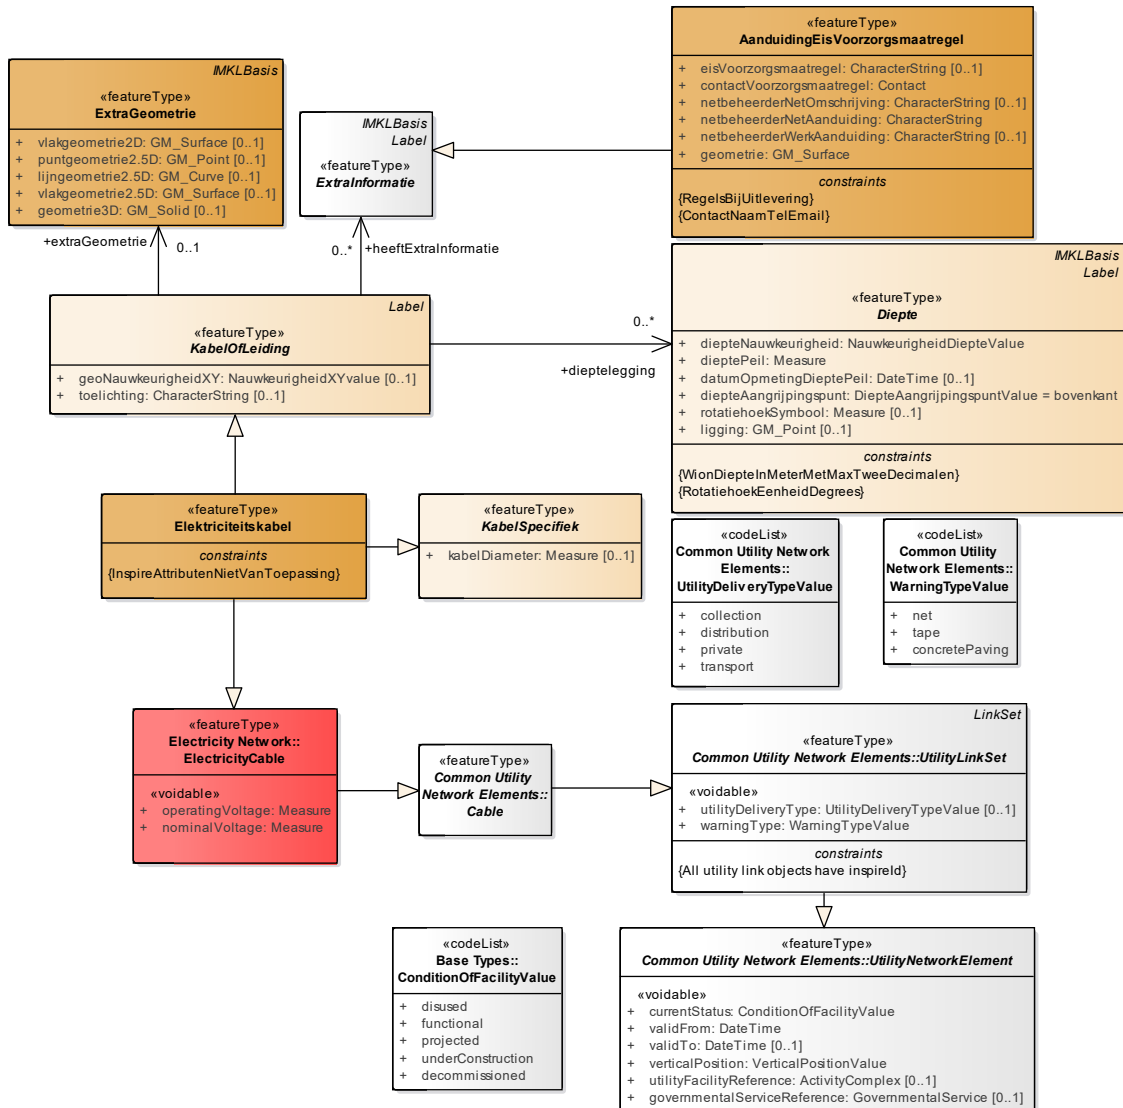 IMKLBasis
«featureType»
ExtraGeometrie
+ vlakgeometrie2D: GM_Surface [0..1]
+ puntgeometrie2.5D: GM_Point [0..1]
+ lijngeometrie2.5D: GM_Curve [0..1]
+ vlakgeometrie2.5D: GM_Surface [0..1]
+ geometrie3D: GM_Solid [0..1]
IMKLBasis
Label
«featureType»
ExtraInformatie
«featureType»
AanduidingEisVoorzorgsmaatregel
+ eisVoorzorgsmaatregel: CharacterString [0..1]
+ contactVoorzorgsmaatregel: Contact
+ netbeheerderNetOmschrijving: CharacterString [0..1]
+ netbeheerderNetAanduiding: CharacterString
+ netbeheerderWerkAanduiding: CharacterString [0..1]
+ geometrie: GM_Surface
constraints
{RegelsBijUitlevering}
{ContactNaamTelEmail}
+extraGeometrie
0..1
0..*
+heeftExtraInformatie
Label
«featureType»
KabelOfLeiding
+ geoNauwkeurigheidXY: NauwkeurigheidXYvalue [0..1]
+ toelichting: CharacterString [0..1]
0..*
+dieptelegging
IMKLBasis
Label
«featureType»
Diepte
+ diepteNauwkeurigheid: NauwkeurigheidDiepteValue
+ dieptePeil: Measure
+ datumOpmetingDieptePeil: DateTime [0..1]
+ diepteAangrijpingspunt: DiepteAangrijpingspuntValue = bovenkant
+ rotatiehoekSymbool: Measure [0..1]
+ ligging: GM_Point [0..1]
constraints
{WionDiepteInMeterMetMaxTweeDecimalen}
{RotatiehoekEenheidDegrees}
«featureType»
Elektriciteitskabel
constraints
{InspireAttributenNietVanToepassing}
«featureType»
KabelSpecifiek
+ kabelDiameter: Measure [0..1]
«codeList»
Common Utility Network
Elements::
UtilityDeliveryTypeValue
+ collection
+ distribution
+ private
+ transport
«codeList»
Common Utility
Network Elements::
WarningTypeValue
+ net
+ tape
+ concretePaving
«featureType»
Electricity Network::
ElectricityCable
«voidable»
+ operatingVoltage: Measure
+ nominalVoltage: Measure
«featureType»
Common Utility
Network Elements::
Cable
LinkSet
«featureType»
Common Utility Network Elements::UtilityLinkSet
«voidable»
+ utilityDeliveryType: UtilityDeliveryTypeValue [0..1]
+ warningType: WarningTypeValue
constraints
{All utility link objects have inspireId}
«codeList»
Base Types::
ConditionOfFacilityValue
+ disused
+ functional
+ projected
+ underConstruction
+ decommissioned
«featureType»
Common Utility Network Elements::UtilityNetworkElement
«voidable»
+ currentStatus: ConditionOfFacilityValue
+ validFrom: DateTime
+ validTo: DateTime [0..1]
+ verticalPosition: VerticalPositionValue
+ utilityFacilityReference: ActivityComplex [0..1]
+ governmentalServiceReference: GovernmentalService [0..1]